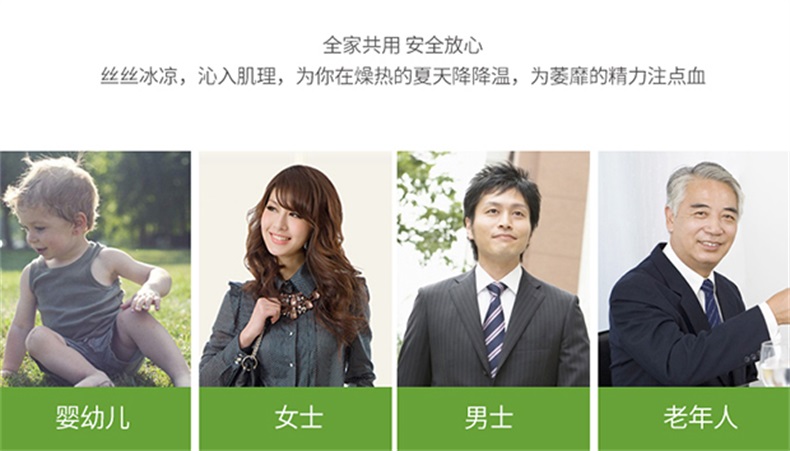 全家共用 安全放心
丝丝冰凉，沁入肌理，为你在燥热的夏天降降温，为萎靡的精力注点血
婴幼儿
女士
男士
老年人